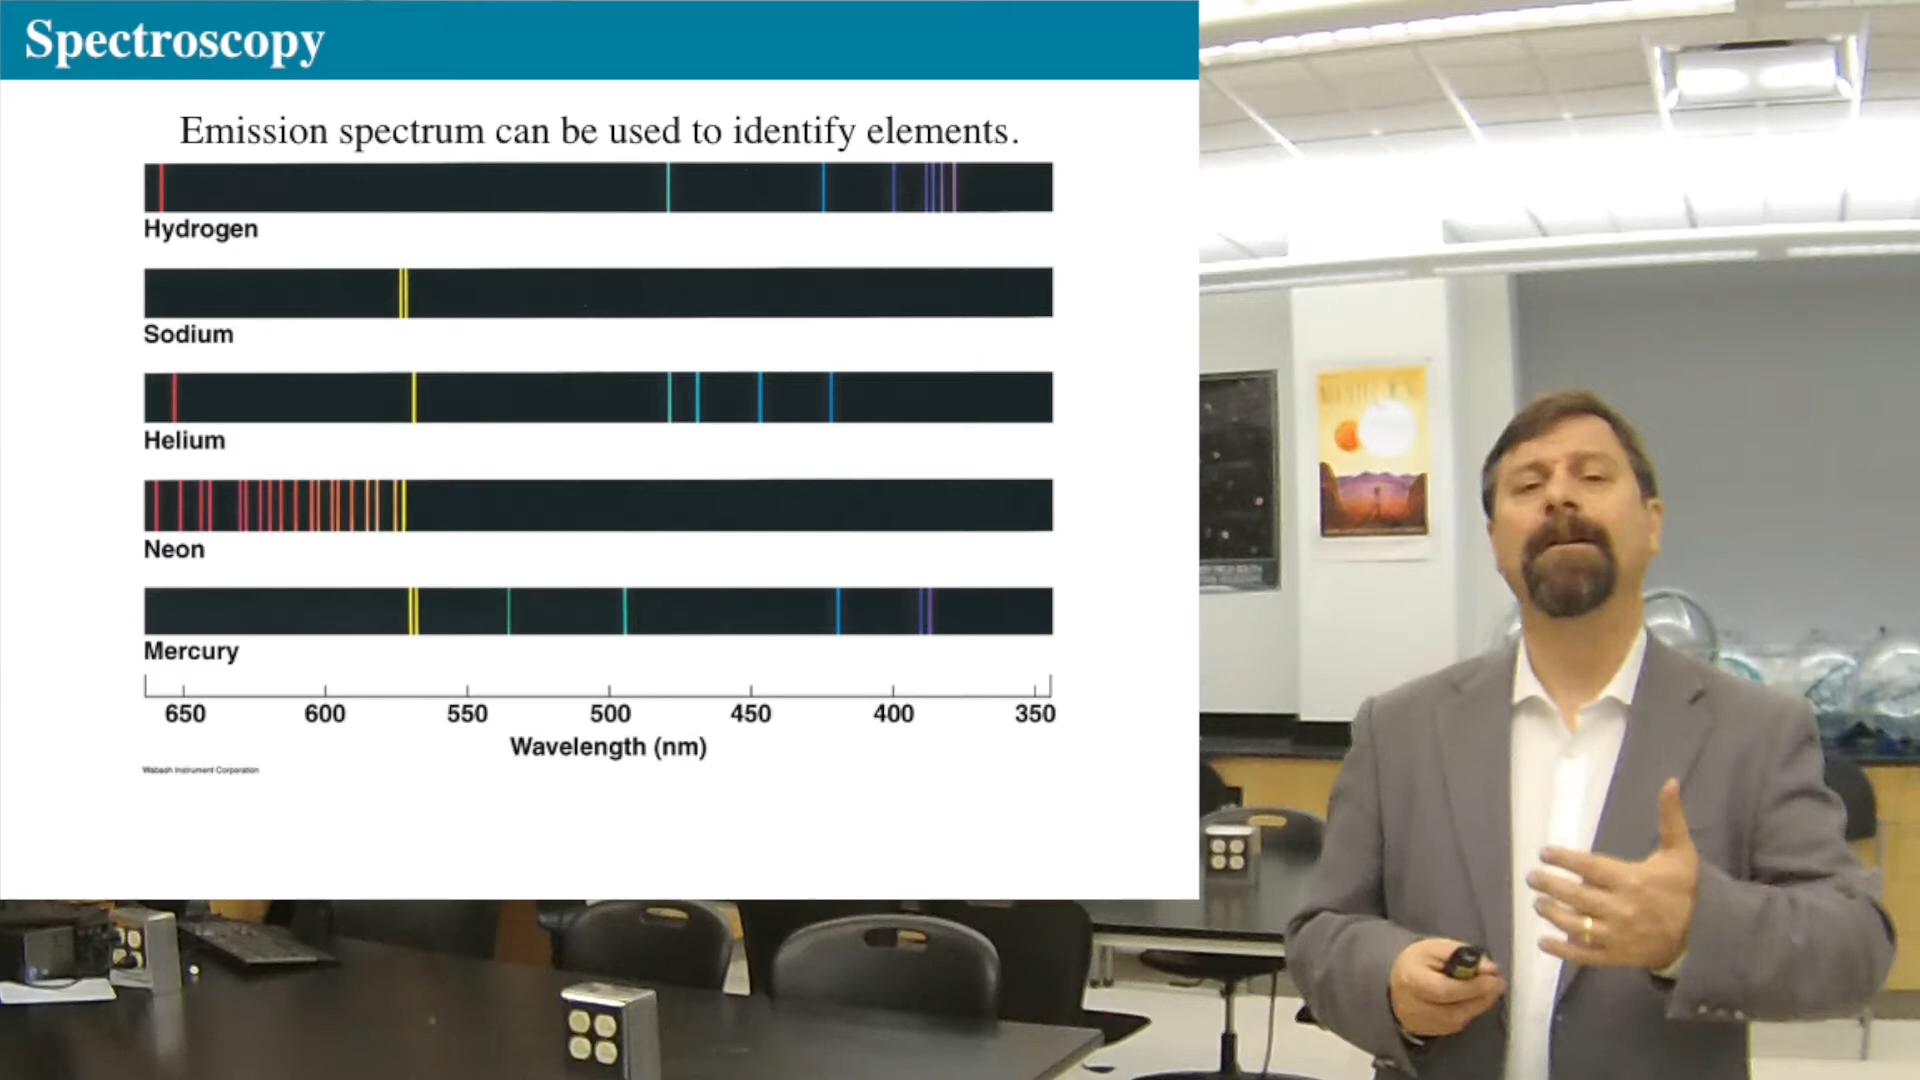 Spectroscopy
Emission spectrum can be used to identify elements.
Hydrogen
Sodium
Helium
Neon
Mercury
650 600 550 500 450 400 350
Wavelength (nm)
Wabash Instrument Corporation